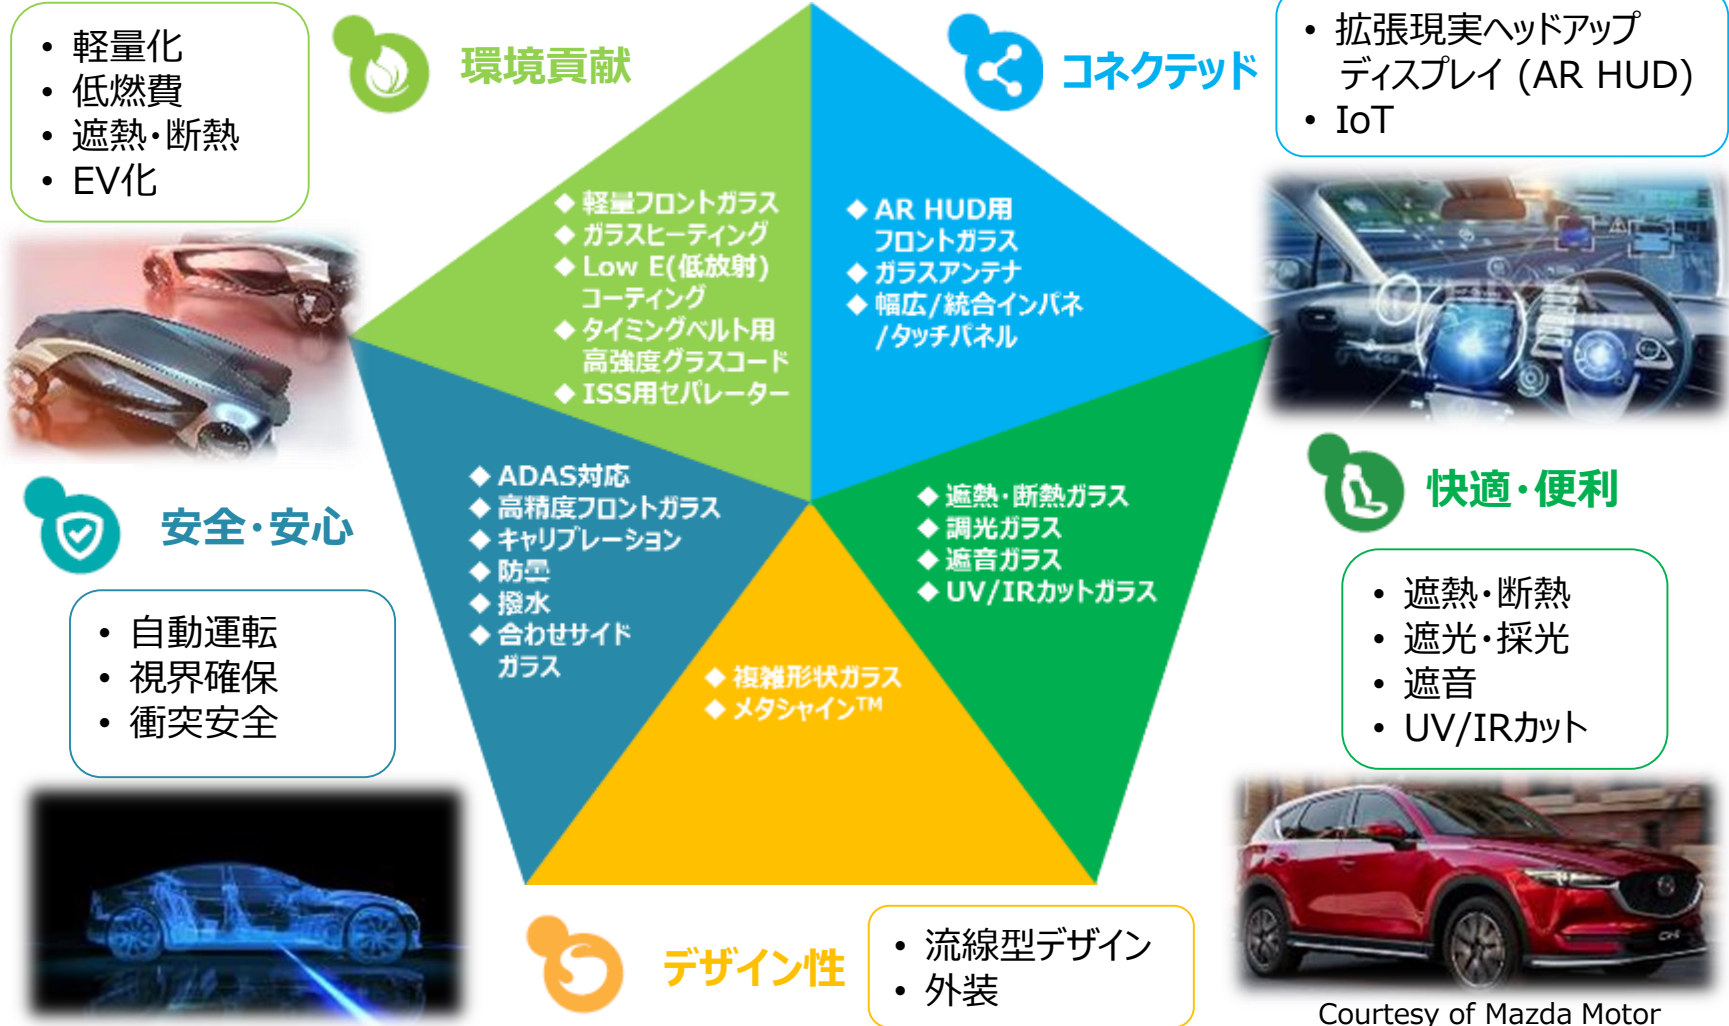 • 軽量化
• 低燃費
• 遮熱・断熱
• EV化
環境貢献
コネクテッド
• 拡張現実ヘッドアップ
ディスプレイ (AR HUD)
• IoT
◆ 軽量フロントガラス
◆ ガラスヒーティング
◆ Low E(低放射)
コーティング
◆ タイミングベルト用
高強度グラスコード
◆ ISS用セパレーター
◆ AR HUD用
フロントガラス
◆ ガラスアンテナ
◆ 幅広/統合インパネ
/タッチパネル
安全・安心
• 自動運転
• 視界確保
• 衝突安全
◆ ADAS対応
◆ 高精度フロントガラス
◆ キャリブレーション
◆ 防曇
◆ 撥水
◆ 合わせサイド
ガラス
◆ 遮熱・断熱ガラス
◆ 調光ガラス
◆ 遮音ガラス
◆ UV/IRカットガラス
快適・便利
• 遮熱・断熱
• 遮光・採光
• 遮音
• UV/IRカット
◆ 複雑形状ガラス
◆ メタシャイン™
デザイン性
• 流線型デザイン
• 外装
Courtesy of Mazda Motor